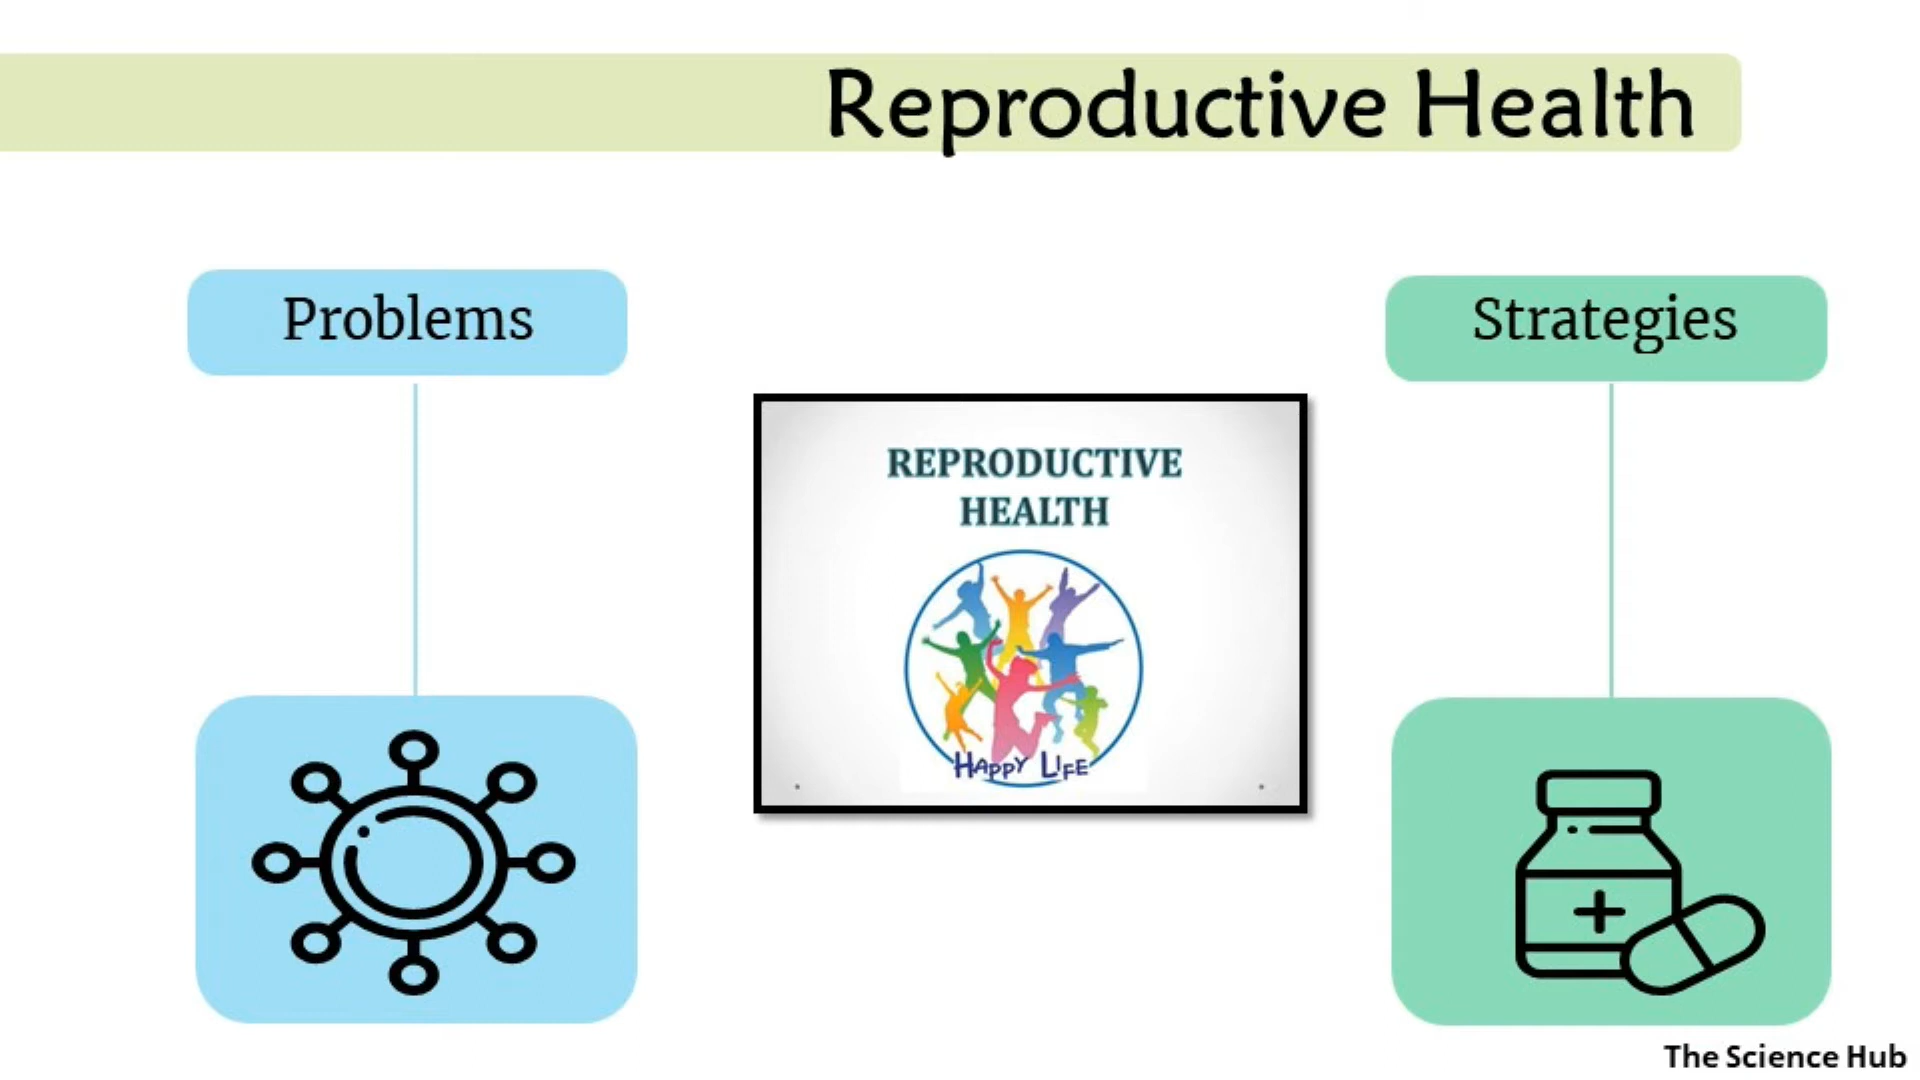 Reproductive Health
Problems
Strategies
REPRODUCTIVE
HEALTH
HAPPY LIFE
The Science Hub